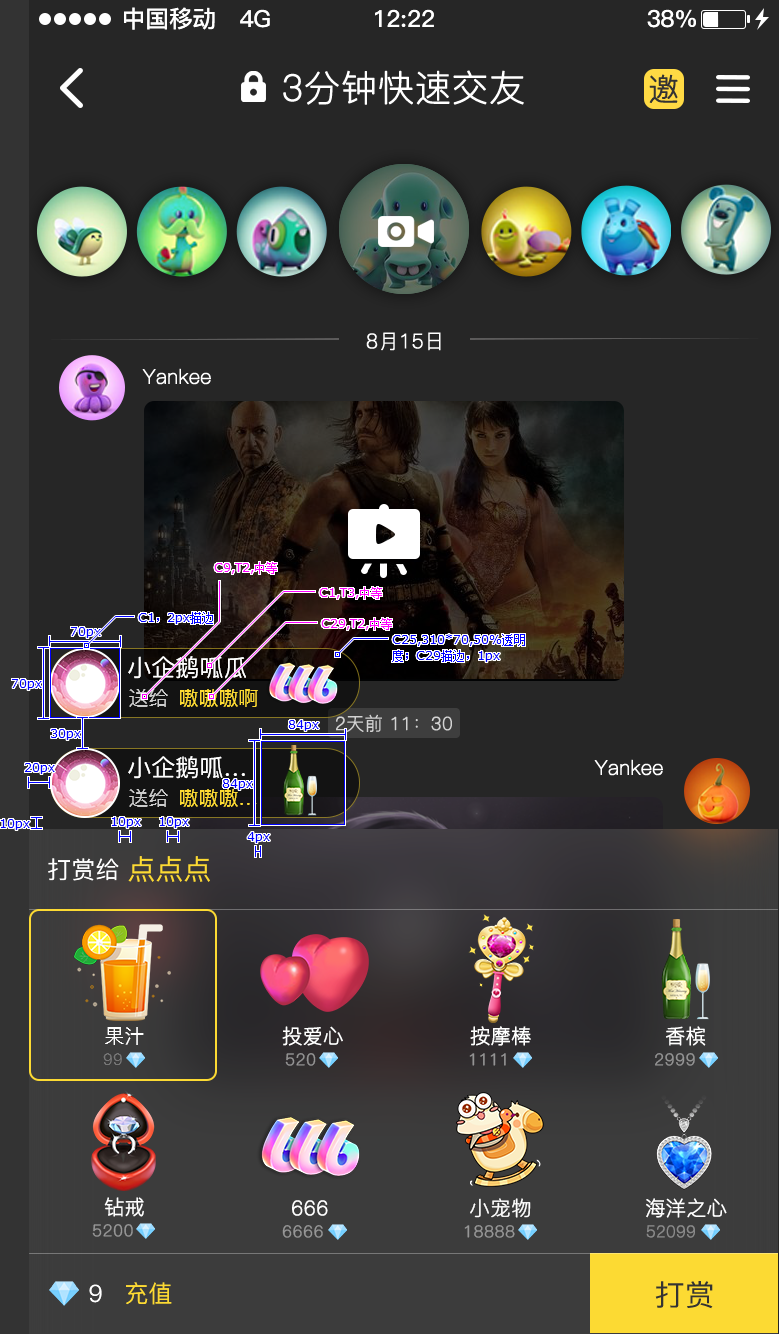 中国移动 4G 12:22 38%
3分钟快速交友 邀
8月15日
Yankee
C9,T2,中等
C1,T3,中等
C1，2px描边
C29,T2,中等
70px
C25,310*70,50%透明
度；C29描边，1px
小企鹅呱瓜
70px
送给 嗷嗷嗷啊
84px
2天前 11：30
30px
小企鹅呱...
Yankee
20px
84px
送给 嗷嗷嗷...
10px
10px
10px
4px
打赏给 点点点
果汁 投爱心 按摩棒 香槟
99 520 1111 2999
钻戒 666 小宠物 海洋之心
5200 6666 18888 52099
9 充值 打赏